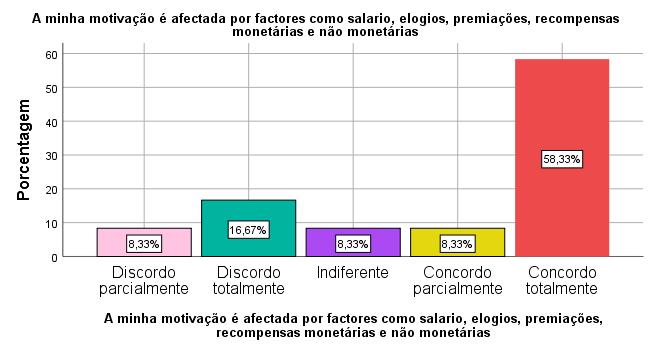 A minha motivação é afectada por factores como salario, elogios, premiações, recompensas
monetárias e não monetárias
Porcentagem
60
50
40
30
20
10
0
8,33%
16,67%
8,33%
8,33%
58,33%
Discordo
parcialmente
Discordo
totalmente
Indiferente
Concordo
parcialmente
Concordo
totalmente
A minha motivação é afectada por factores como salario, elogios, premiações,
recompensas monetárias e não monetárias